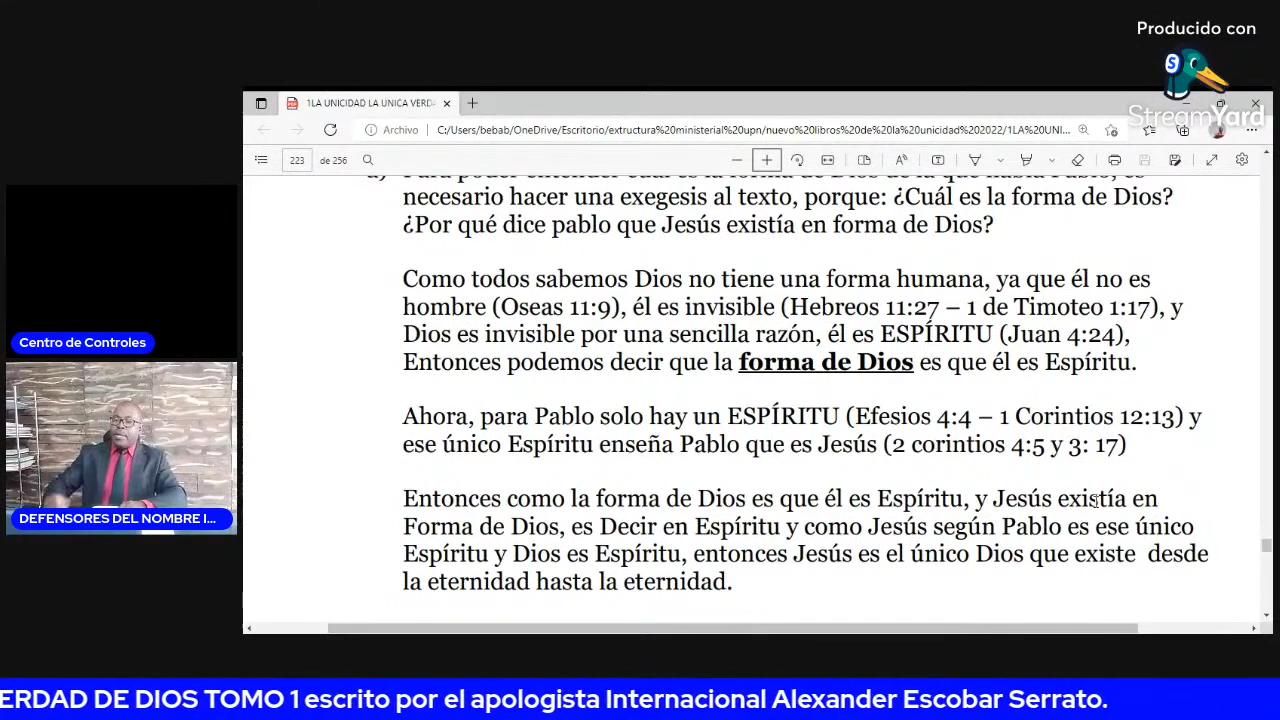 Producido con
StreamYard
1LA UNICIDAD LA UNICA VERDA
Archivo
C:/Users/bebab/OneDrive/Escritorio/extructura%20ministerial%20upn/nuevo%20libros%20de%20la%20unicidad%202022/1LA%20UNI...
223 de 256
necesario hacer una exegesis al texto, porque: ¿Cuál es la forma de Dios?
¿Por qué dice pablo que Jesús existía en forma de Dios?
Como todos sabemos Dios no tiene una forma humana, ya que él no es
hombre (Oseas 11:9), él es invisible (Hebreos 11:27 – 1 de Timoteo 1:17), y
Dios es invisible por una sencilla razón, él es ESPÍRITU (Juan 4:24),
Entonces podemos decir que la forma de Dios es que él es Espíritu.
Ahora, para Pablo solo hay un ESPÍRITU (Efesios 4:4 – 1 Corintios 12:13) y
ese único Espíritu enseña Pablo que es Jesús (2 corintios 4:5 y 3: 17)
Entonces como la forma de Dios es que él es Espíritu, y Jesús existía en
Forma de Dios, es Decir en Espíritu y como Jesús según Pablo es ese único
Espíritu y Dios es Espíritu, entonces Jesús es el único Dios que existe desde
la eternidad hasta la eternidad.
Centro de Controles
DEFENSORES DEL NOMBRE I...
ERDAD DE DIOS TOMO 1 escrito por el apologista Internacional Alexander Escobar Serrato.